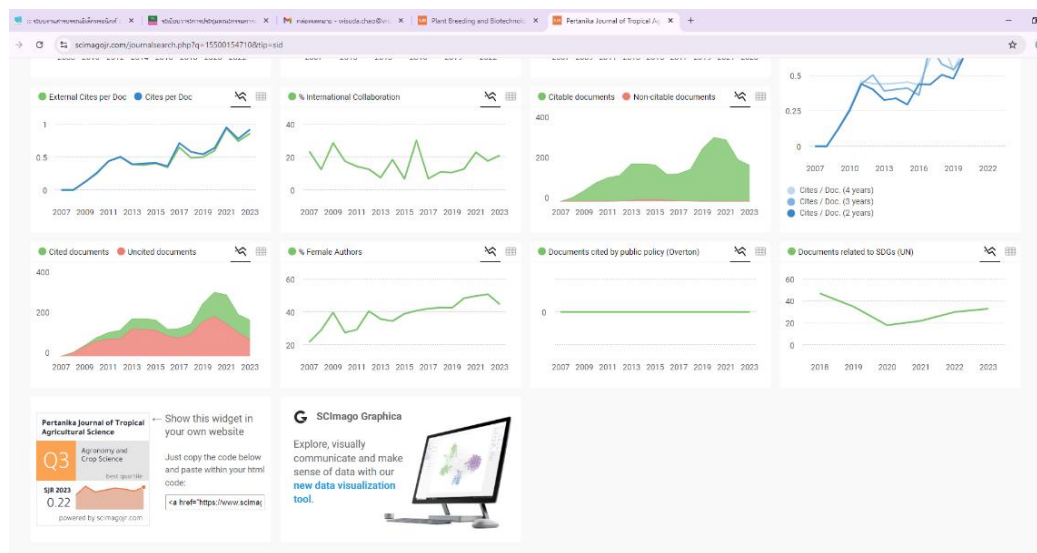 Plant Breeding and Biotechnolo
Pertanika Journal of Tropical Ag
scimagojr.com/journalsearch.php?q=15500154710&tip=sid
0.5
0.25
0
2007 2010 2013 2016 2019 2022
Cites / Doc. (4 years)
Cites / Doc. (3 years)
Cites / Doc. (2 years)
External Cites per Doc Cites per Doc
1
0.5
0
2007 2009 2011 2013 2015 2017 2019 2021 2023
% International Collaboration
40
20
0
2007 2009 2011 2013 2015 2017 2019 2021 2023
Citable documents Non-citable documents
400
200
0
2007 2009 2011 2013 2015 2017 2019 2021 2023
Cited documents Uncited documents
400
200
0
2007 2009 2011 2013 2015 2017 2019 2021 2023
% Female Authors
60
40
20
2007 2009 2011 2013 2015 2017 2019 2021 2023
Documents cited by public policy (Overton)
0
2007 2009 2011 2013 2015 2017 2019 2021 2023
Documents related to SDGs (UN)
60
40
20
0
2018 2019 2020 2021 2022 2023
Pertanika Journal of Tropical
Agricultural Science
Q3
Agronomy and
Crop Science
best quartile
SJR 2023
0.22
powered by scimagojr.com
← Show this widget in
your own website
Just copy the code below
and paste within your html
code:
<a href="https://www.scimag
SCImago Graphica
Explore, visually
communicate and make
sense of data with our
new data visualization
tool.